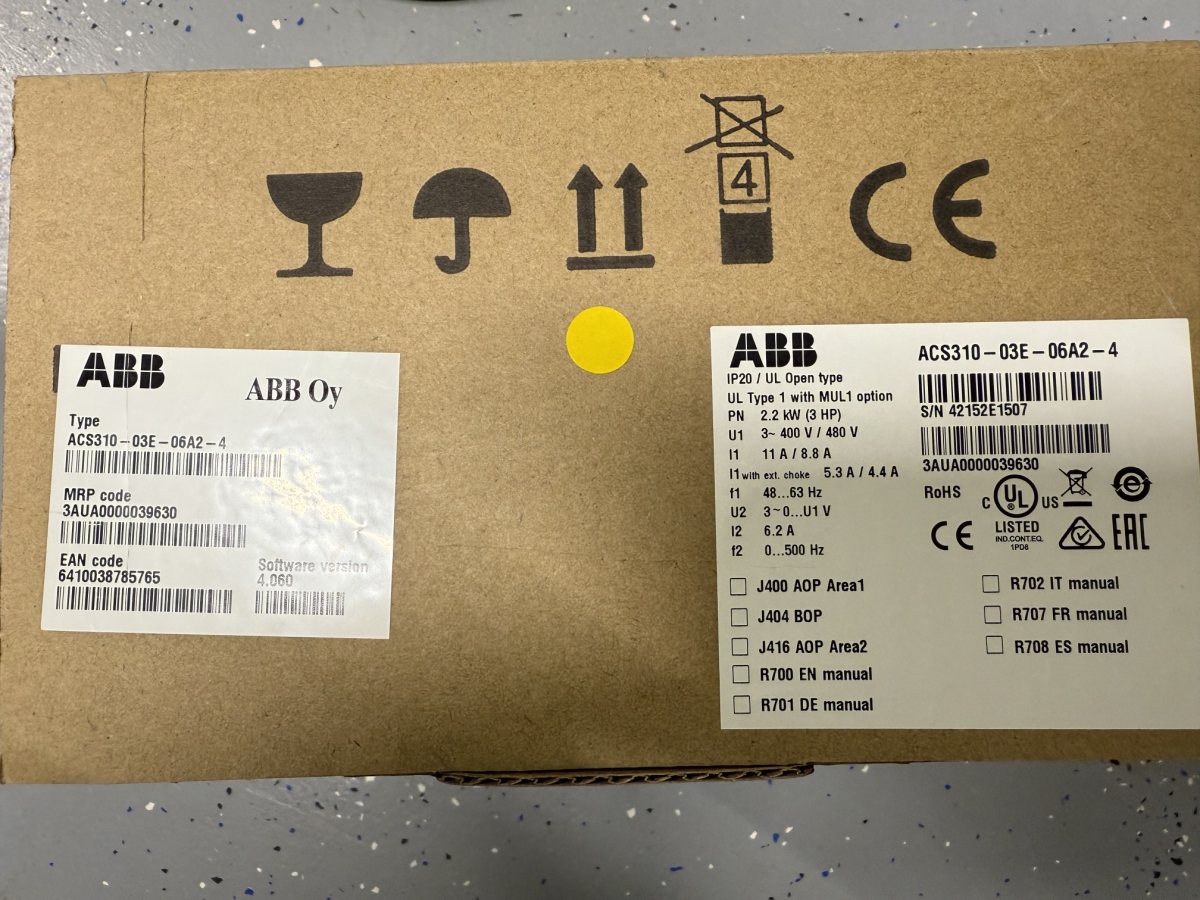 4
CE
ABB
ABB Oy
Type
ACS310-03E-06A2-4
MRP code
3AUA0000039630
EAN code
6410038785765
Software version
4.060
ABB
IP20 / UL Open type
UL Type 1 with MUL1 option
PN 2.2 kW (3 HP)
U1 3~ 400 V / 480 V
I1 11 A / 8.8 A
I1 with ext. choke 5.3 A / 4.4 A
f1 48...63 Hz
U2 3~0...U1 V
I2 6.2 A
f2 0...500 Hz
ACS310-03E-06A2-4
S/N 42152E1507
3AUA0000039630
RoHS
C UL US
LISTED
IND.CONT.EQ.
1PD8
CE
EAC
J400 AOP Area1
J404 BOP
J416 AOP Area2
R700 EN manual
R701 DE manual
R702 IT manual
R707 FR manual
R708 ES manual